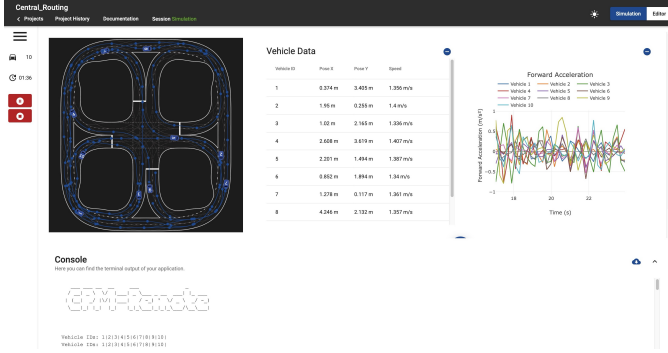 Central_Routing
Projects Project History Documentation Session Simulation
Simulation Editor
10
01:36
Vehicle Data
Vehicle ID Pose X Pose Y Speed
1 0.374 m 3.405 m 1.356 m/s
2 1.95 m 0.255 m 1.4 m/s
3 1.02 m 2.165 m 1.336 m/s
4 2.608 m 3.619 m 1.407 m/s
5 2.201 m 1.494 m 1.387 m/s
6 0.852 m 1.894 m 1.34 m/s
7 1.278 m 0.117 m 1.361 m/s
8 4.246 m 2.132 m 1.357 m/s
Forward Acceleration
Vehicle 1 Vehicle 2 Vehicle 3
Vehicle 4 Vehicle 5 Vehicle 6
Vehicle 7 Vehicle 8 Vehicle 9
Vehicle 10
Forward Acceleration (m/s²)
1
0.5
0
−0.5
−1
18 20 22
Time (s)
Console
Here you can find the terminal output of your application.
Vehicle IDs: 1|2|3|4|5|6|7|8|9|10|
Vehicle IDs: 1|2|3|4|5|6|7|8|9|10|